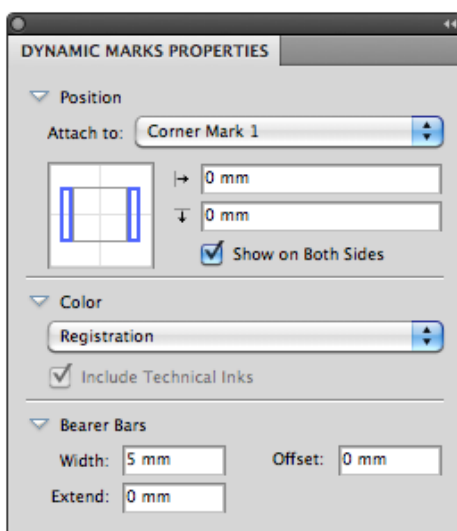 DYNAMIC MARKS PROPERTIES
Position
Attach to: Corner Mark 1
0 mm
0 mm
Show on Both Sides
Color
Registration
Include Technical Inks
Bearer Bars
Width: 5 mm Offset: 0 mm
Extend: 0 mm